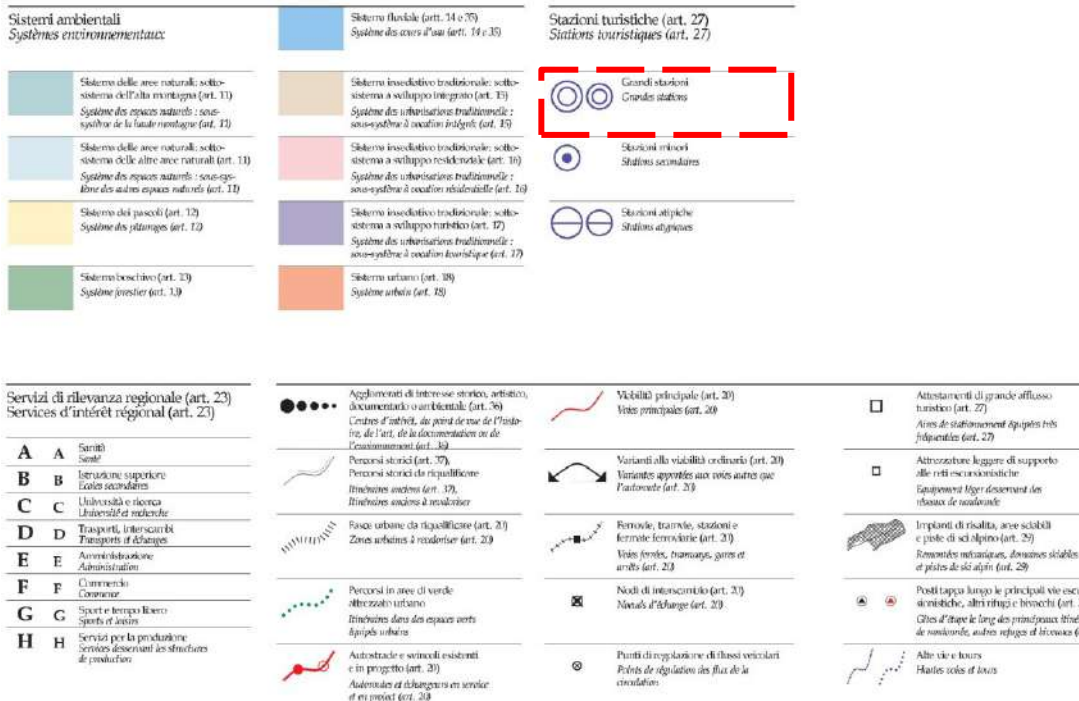 Sistemi ambientali
Systèmes environnementaux
Sistema delle aree naturali: sotto-
sistema dell'alta montagna (art. 11)
Système des espaces naturels : sous-
système de la haute montagne (art. 11)
Sistema delle aree naturali: sotto-
sistema delle altre aree naturali (art. 11)
Système des espaces naturels : sous-sys-
tème des autres espaces naturels (art. 11)
Sistema dei pascoli (art. 12)
Système des pâturages (art. 12)
Sistema boschivo (art. 13)
Système forestier (art. 13)
Sistema fluviale (artt. 14 e 35)
Système des cours d'eau (artt. 14 e 35)
Sistema insediativo tradizionale: sotto-
sistema a sviluppo integrato (art. 15)
Système des urbanisations traditionnelle :
sous-système à vocation intégrée (art. 15)
Sistema insediativo tradizionale: sotto-
sistema a sviluppo residenziale (art. 16)
Système des urbanisations traditionnelle :
sous-système à vocation résidentielle (art. 16)
Sistema insediativo tradizionale: sotto-
sistema a sviluppo turistico (art. 17)
Système des urbanisations traditionnelle :
sous-système à vocation touristique (art. 17)
Sistema urbano (art. 18)
Système urbain (art. 18)
Stazioni turistiche (art. 27)
Stations touristiques (art. 27)
Grandi stazioni
Grandes stations
Stazioni minori
Stations secondaires
Stazioni atipiche
Stations atypiques
Servizi di rilevanza regionale (art. 23)
Services d'intérêt régional (art. 23)
A A Sanità
Santé
B B Istruzione superiore
Ecoles secondaires
C C Università e ricerca
Université et recherche
D D Trasporti, interscambi
Transports et échanges
E E Amministrazione
Administration
F F Commercio
Commerce
G G Sport e tempo libero
Sports et loisirs
H H Servizi per la produzione
Services desservant les structures
de production
Agglomerati di interesse storico, artistico,
documentario o ambientale (art. 36)
Centres d'intérêt, du point de vue de l'histo-
ire, de l'art, de la documentation ou de
l'environnement (art. 36)
Percorsi storici (art. 37),
Percorsi storici da riqualificare
Itinéraires anciens (art. 37),
Itinéraires anciens à revaloriser
Fasce urbane da riqualificare (art. 20)
Zones urbaines à revaloriser (art. 20)
Percorsi in aree di verde
attrezzato urbano
Itinéraires dans des espaces verts
équipés urbains
Autostrade e svincoli esistenti
e in progetto (art. 20)
Autoroutes et échangeurs en service
et en projet (art. 20)
Viabilità principale (art. 20)
Voies principales (art. 20)
Varianti alla viabilità ordinaria (art. 20)
Variantes apportées aux voies autres que
l'autoroute (art. 20)
Ferrovie, tramvie, stazioni e
fermate ferroviarie (art. 20)
Voies ferrées, tramways, gares et
arrêts (art. 20)
Nodi di interscambio (art. 20)
Noeuds d'échange (art. 20)
Punti di regolazione di flussi veicolari
Points de régulation des flux de la
circulation
Attestamenti di grande afflusso
turistico (art. 27)
Aires de stationnement équipées très
fréquentées (art. 27)
Attrezzature leggere di supporto
alle reti escursionistiche
Equipement léger desservant des
réseaux de randonnée
Impianti di risalita, aree sciabili
e piste di sci alpino (art. 29)
Remontées mécaniques, domaines skiables
et pistes de ski alpin (art. 29)
Posti tappa lungo le principali vie escu
sionistiche, altri rifugi e bivacchi (art.
Gîtes d'étape le long des principaux itiné
de randonnée, autres refuges et bivouacs
Alte vie e tours
Hautes voies et tours